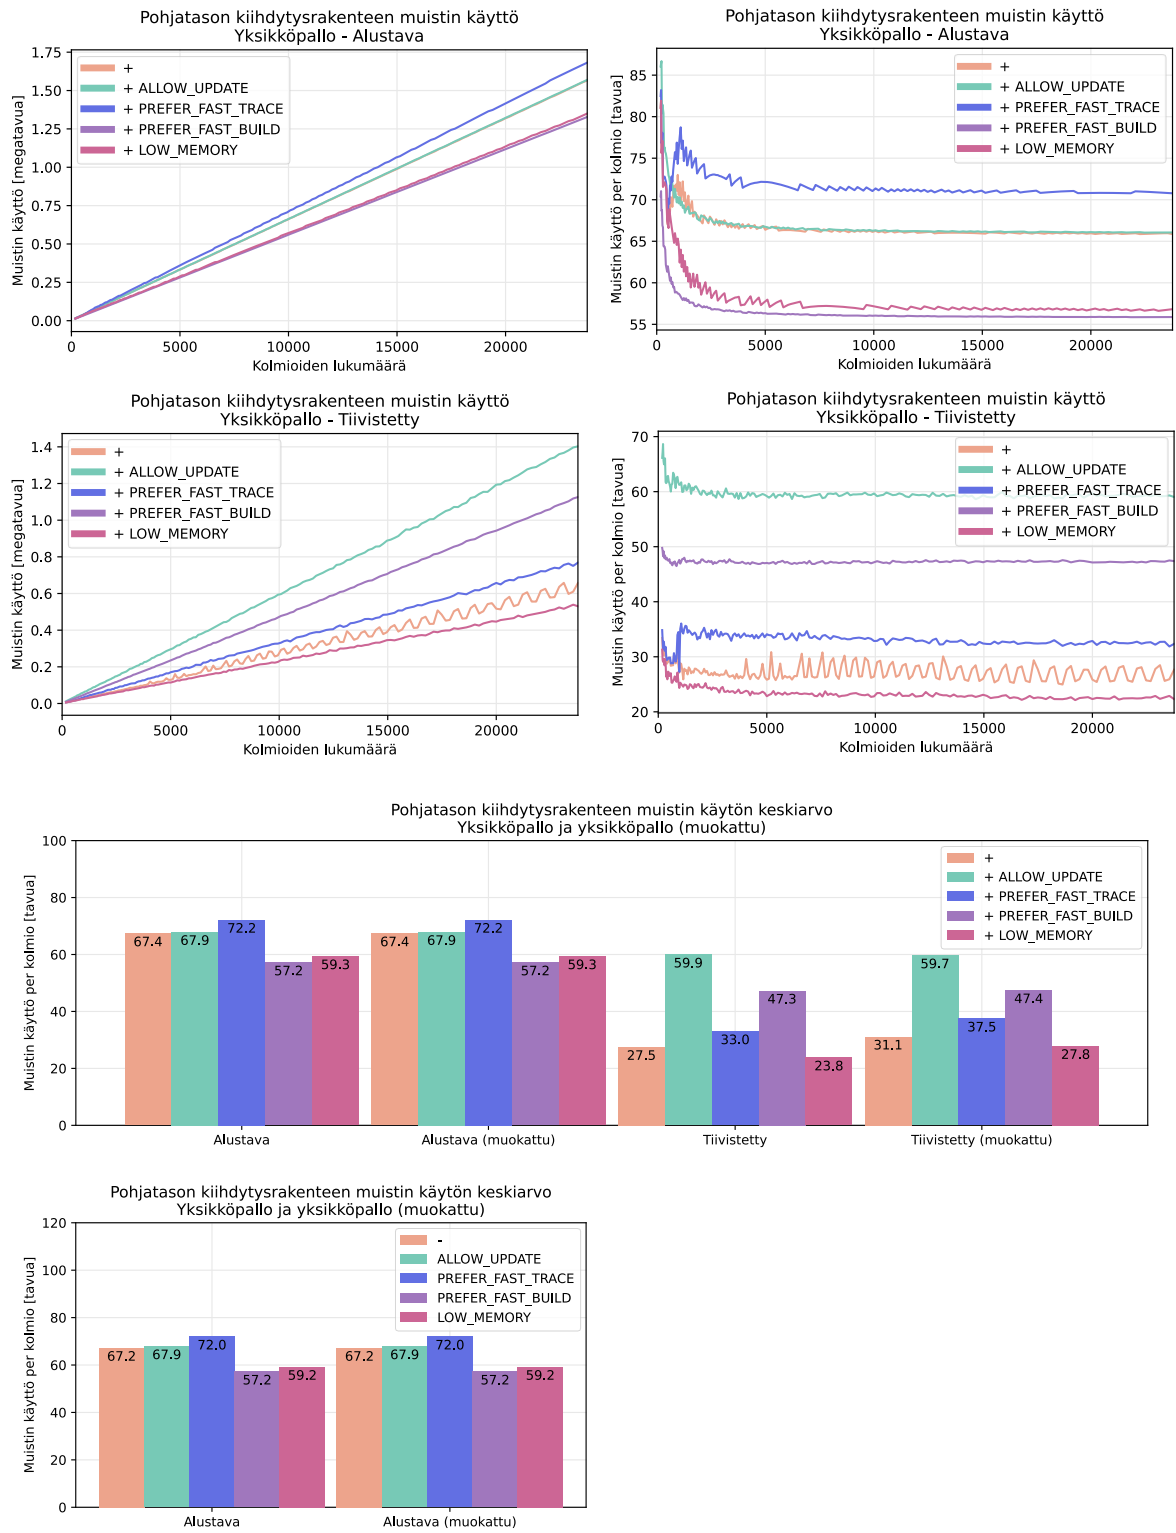 Pohjatason kiihdytysrakenteen muistin käyttö
Yksikköpallo - Alustava
Muistin käyttö [megatavua]
1.75
1.50
1.25
1.00
0.75
0.50
0.25
0.00
+
+ ALLOW_UPDATE
+ PREFER_FAST_TRACE
+ PREFER_FAST_BUILD
+ LOW_MEMORY
0
5000
10000
15000
20000
Kolmioiden lukumäärä
Pohjatason kiihdytysrakenteen muistin käyttö
Yksikköpallo - Alustava
Muistin käyttö per kolmio [tavua]
85
80
75
70
65
60
55
+
+ ALLOW_UPDATE
+ PREFER_FAST_TRACE
+ PREFER_FAST_BUILD
+ LOW_MEMORY
0
5000
10000
15000
20000
Kolmioiden lukumäärä
Pohjatason kiihdytysrakenteen muistin käyttö
Yksikköpallo - Tiivistetty
Muistin käyttö [megatavua]
1.4
1.2
1.0
0.8
0.6
0.4
0.2
0.0
+
+ ALLOW_UPDATE
+ PREFER_FAST_TRACE
+ PREFER_FAST_BUILD
+ LOW_MEMORY
0
5000
10000
15000
20000
Kolmioiden lukumäärä
Pohjatason kiihdytysrakenteen muistin käyttö
Yksikköpallo - Tiivistetty
Muistin käyttö per kolmio [tavua]
70
60
50
40
30
20
+
+ ALLOW_UPDATE
+ PREFER_FAST_TRACE
+ PREFER_FAST_BUILD
+ LOW_MEMORY
0
5000
10000
15000
20000
Kolmioiden lukumäärä
Pohjatason kiihdytysrakenteen muistin käytön keskiarvo
Yksikköpallo ja yksikköpallo (muokattu)
Muistin käyttö per kolmio [tavua]
100
80
60
40
20
0
+
+ ALLOW_UPDATE
+ PREFER_FAST_TRACE
+ PREFER_FAST_BUILD
+ LOW_MEMORY
67.4 67.9 72.2 57.2 59.3
67.4 67.9 72.2 57.2 59.3
27.5 59.9 33.0 47.3 23.8
31.1 59.7 37.5 47.4 27.8
Alustava
Alustava (muokattu)
Tiivistetty
Tiivistetty (muokattu)
Pohjatason kiihdytysrakenteen muistin käytön keskiarvo
Yksikköpallo ja yksikköpallo (muokattu)
Muistin käyttö per kolmio [tavua]
120
100
80
60
40
20
0
-
ALLOW_UPDATE
PREFER_FAST_TRACE
PREFER_FAST_BUILD
LOW_MEMORY
67.2 67.9 72.0 57.2 59.2
67.2 67.9 72.0 57.2 59.2
Alustava
Alustava (muokattu)